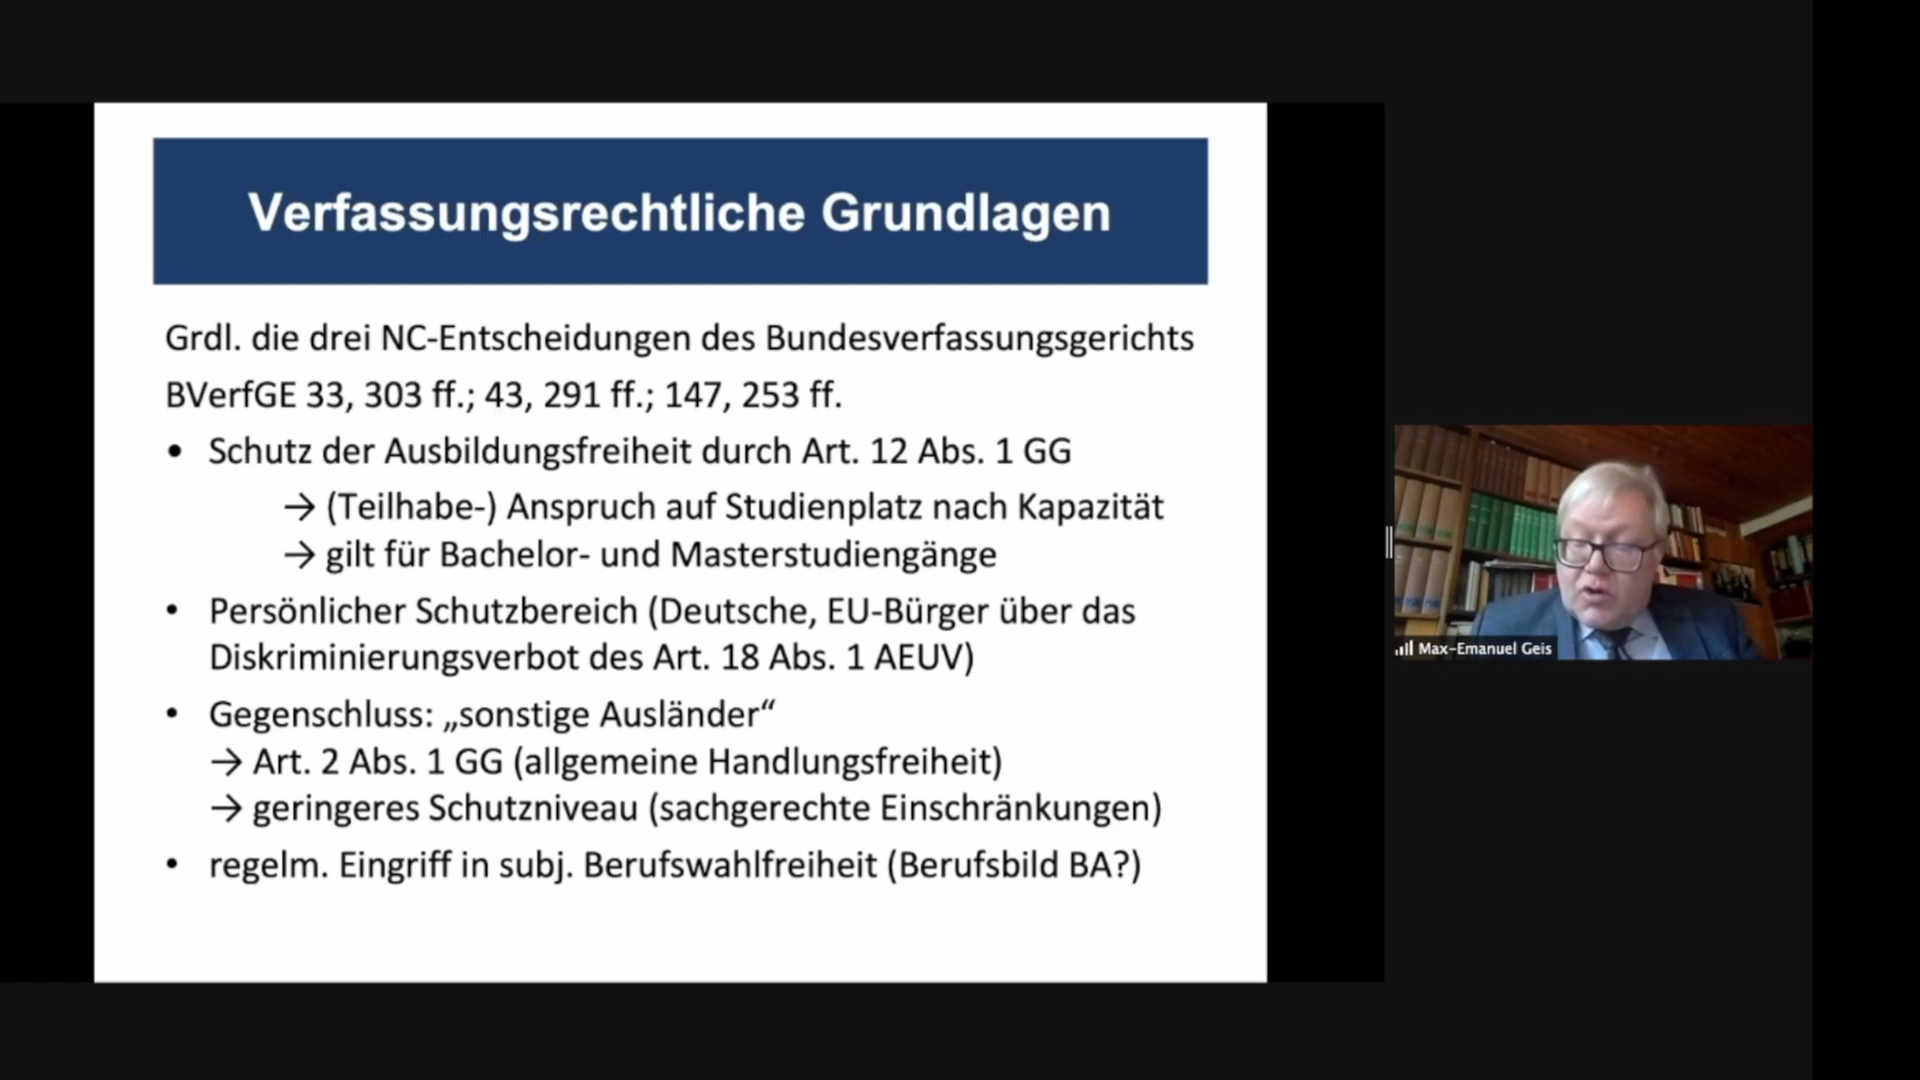 Verfassungsrechtliche Grundlagen
Grdl. die drei NC-Entscheidungen des Bundesverfassungsgerichts
BVerfGE 33, 303 ff.; 43, 291 ff.; 147, 253 ff.
• Schutz der Ausbildungsfreiheit durch Art. 12 Abs. 1 GG
→ (Teilhabe-) Anspruch auf Studienplatz nach Kapazität
→ gilt für Bachelor- und Masterstudiengänge
• Persönlicher Schutzbereich (Deutsche, EU-Bürger über das
Diskriminierungsverbot des Art. 18 Abs. 1 AEUV)
• Gegenschluss: „sonstige Ausländer“
→ Art. 2 Abs. 1 GG (allgemeine Handlungsfreiheit)
→ geringeres Schutzniveau (sachgerechte Einschränkungen)
• regelm. Eingriff in subj. Berufswahlfreiheit (Berufsbild BA?)
Max-Emanuel Geis